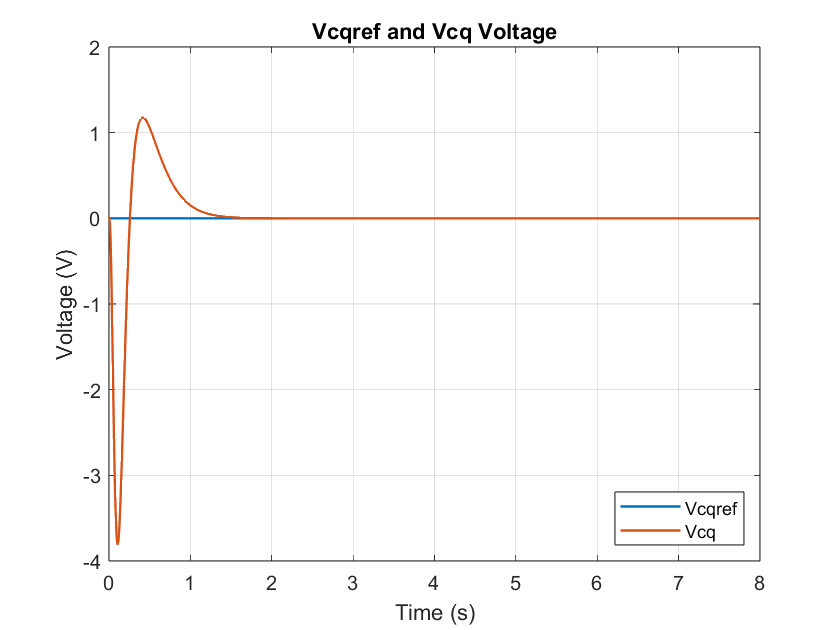 Vcqref and Vcq Voltage
Voltage (V)
2
1
0
-1
-2
-3
-4
0 1 2 3 4 5 6 7 8
Time (s)
Vcqref
Vcq